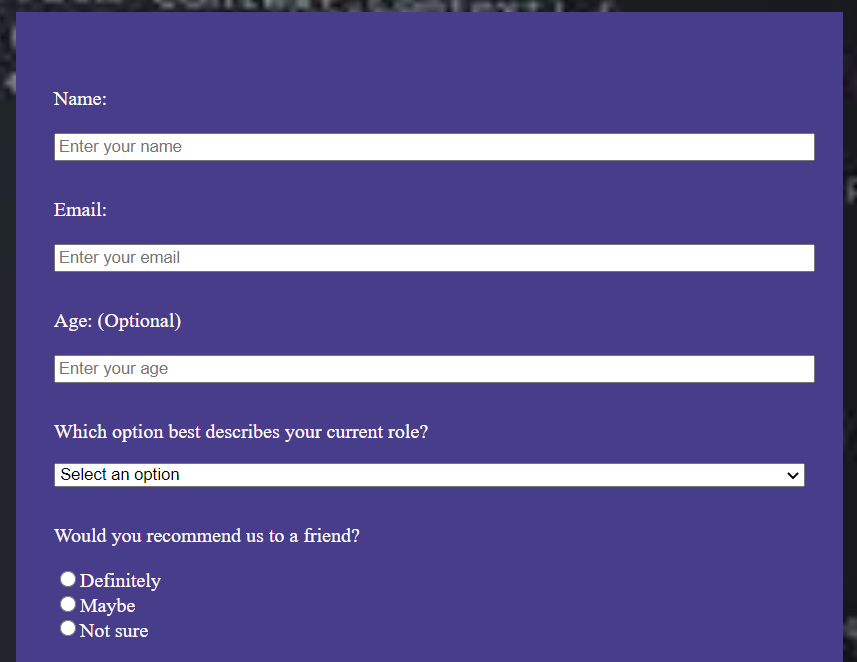 Name:
Enter your name
Email:
Enter your email
Age: (Optional)
Enter your age
Which option best describes your current role?
Select an option
Would you recommend us to a friend?
Definitely
Maybe
Not sure